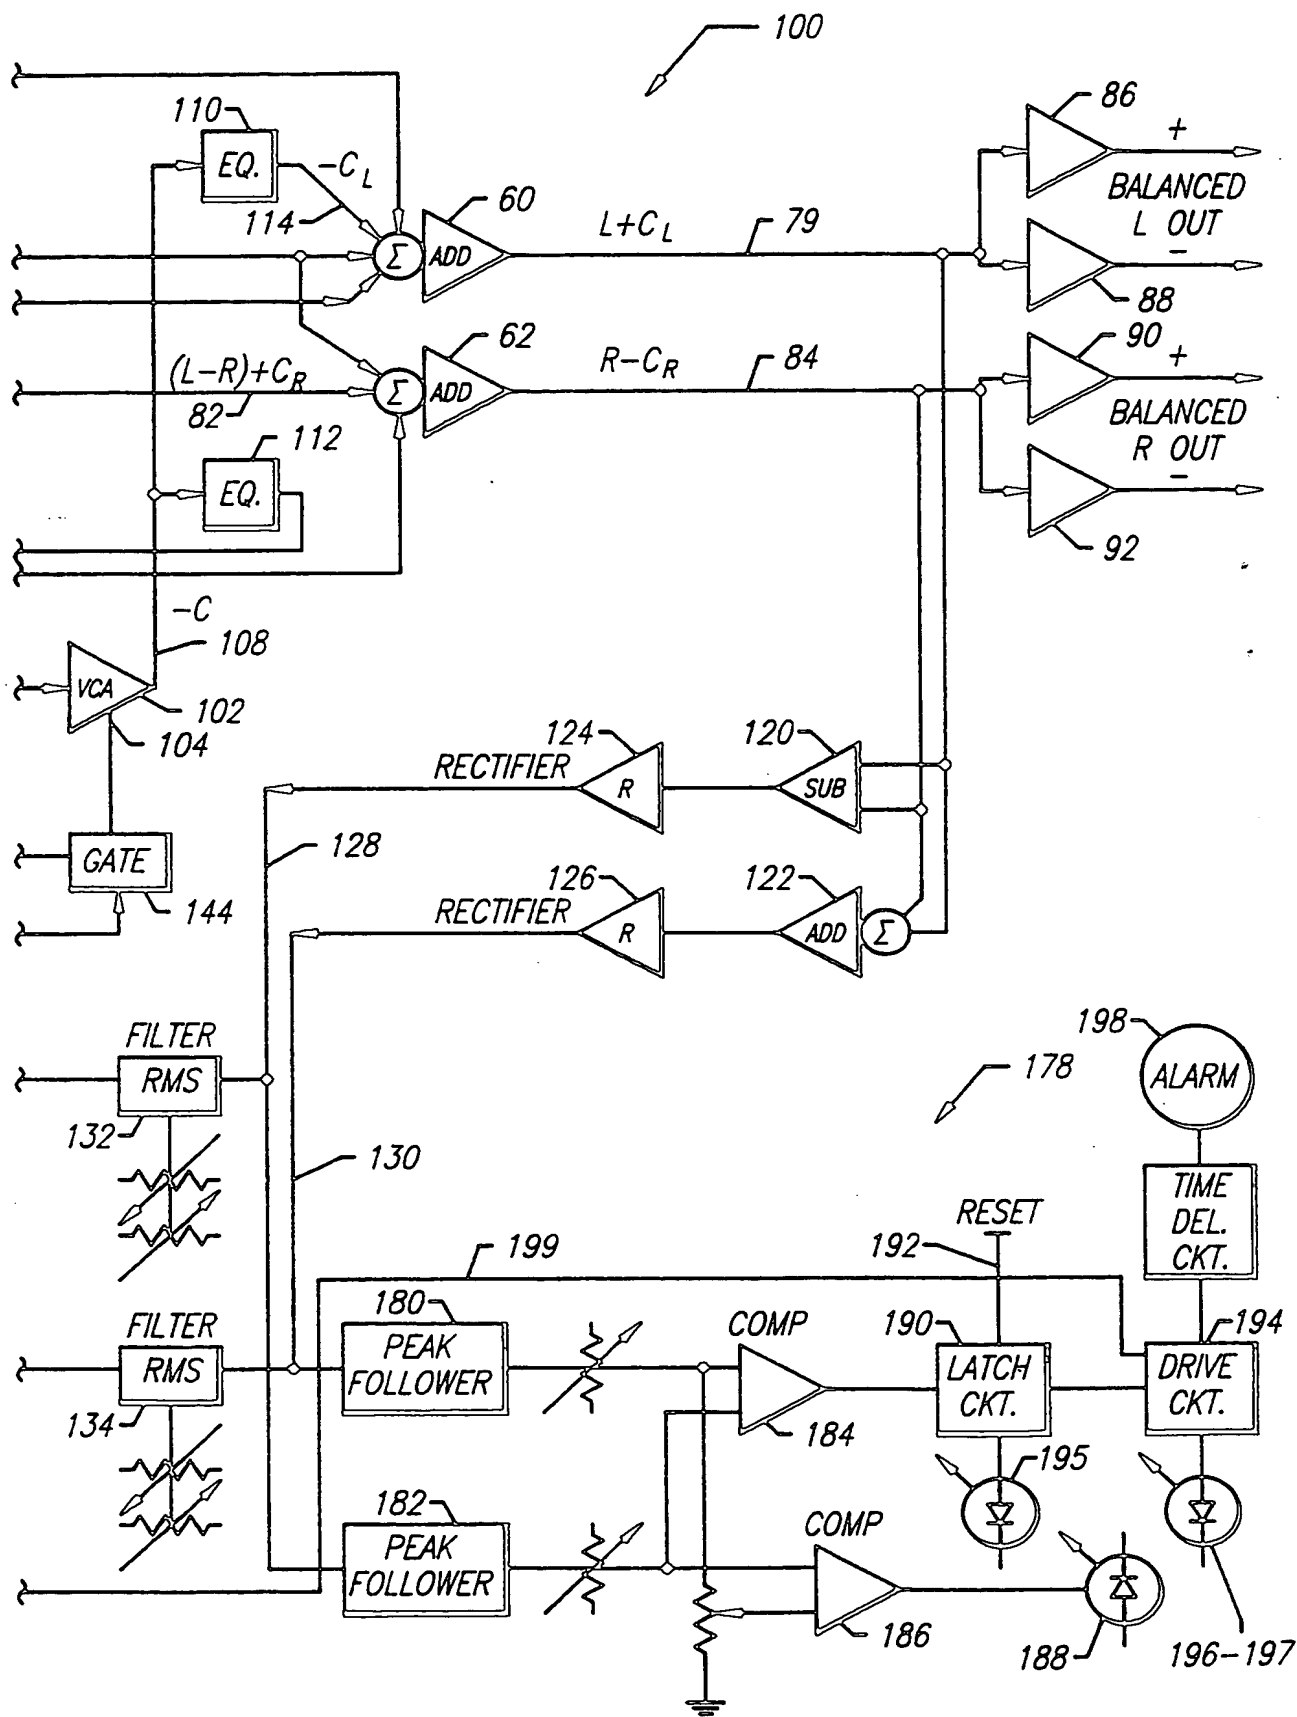 100
110
EQ.
-C L
114
Σ
ADD
60
L+C L
79
86
+
BALANCED
L OUT
-
88
(L-R)+C R
82
Σ
ADD
62
R-C R
84
90
+
BALANCED
R OUT
-
92
112
EQ.
-C
108
VCA
102
104
GATE
144
RECTIFIER
124
R
120
SUB
128
RECTIFIER
126
R
122
ADD
Σ
FILTER
RMS
132
130
178
198
ALARM
TIME
DEL.
CKT.
RESET
192
199
FILTER
RMS
134
180
PEAK
FOLLOWER
COMP
184
190
LATCH
CKT.
194
DRIVE
CKT.
195
182
PEAK
FOLLOWER
COMP
186
188
196-197